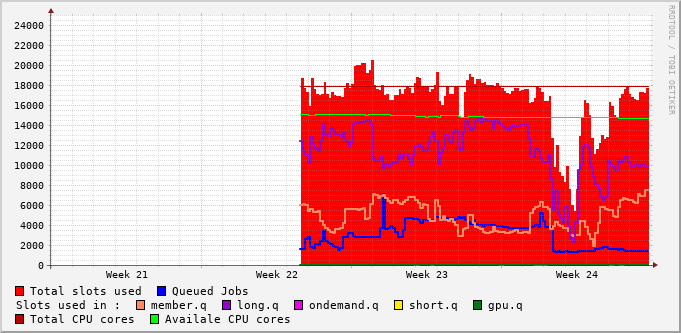 RRDTOOL / TOBI OETIKER
24000
22000
20000
18000
16000
14000
12000
10000
8000
6000
4000
2000
0
Week 21 Week 22 Week 23 Week 24
Total slots used Queued Jobs
Slots used in : member.q long.q ondemand.q short.q gpu.q
Total CPU cores Availale CPU cores